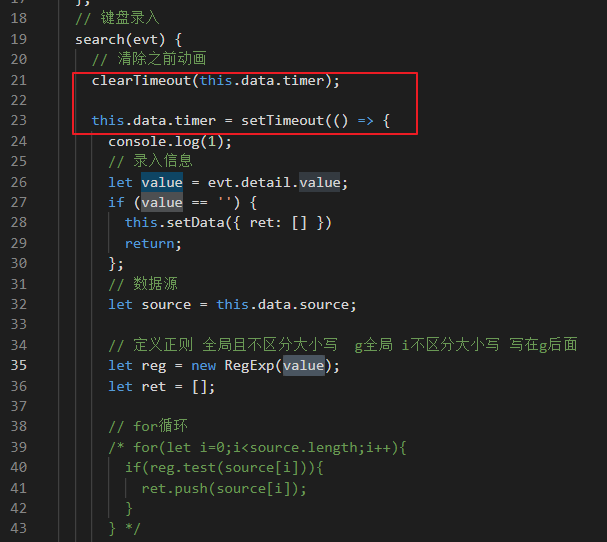 18 // 键盘录入
19 search(evt) {
20 // 清除之前动画
21 clearTimeout(this.data.timer);
22
23 this.data.timer = setTimeout(() => {
24 console.log(1);
25 // 录入信息
26 let value = evt.detail.value;
27 if (value == '') {
28 this.setData({ ret: [] })
29 return;
30 };
31 // 数据源
32 let source = this.data.source;
33
34 // 定义正则 全局且不区分大小写  g全局 i不区分大小写 写在g后面
35 let reg = new RegExp(value);
36 let ret = [];
37
38 // for循环
39 /* for(let i=0;i<source.length;i++){
40 if(reg.test(source[i])){
41 ret.push(source[i]);
42 }
43 } */